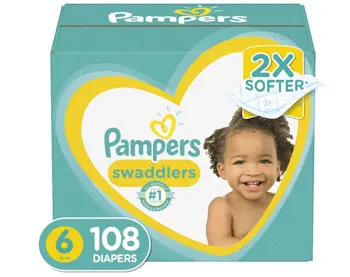 Pampers
2X
SOFTER*
Pampers
swaddlers
#1
6
108
DIAPERS